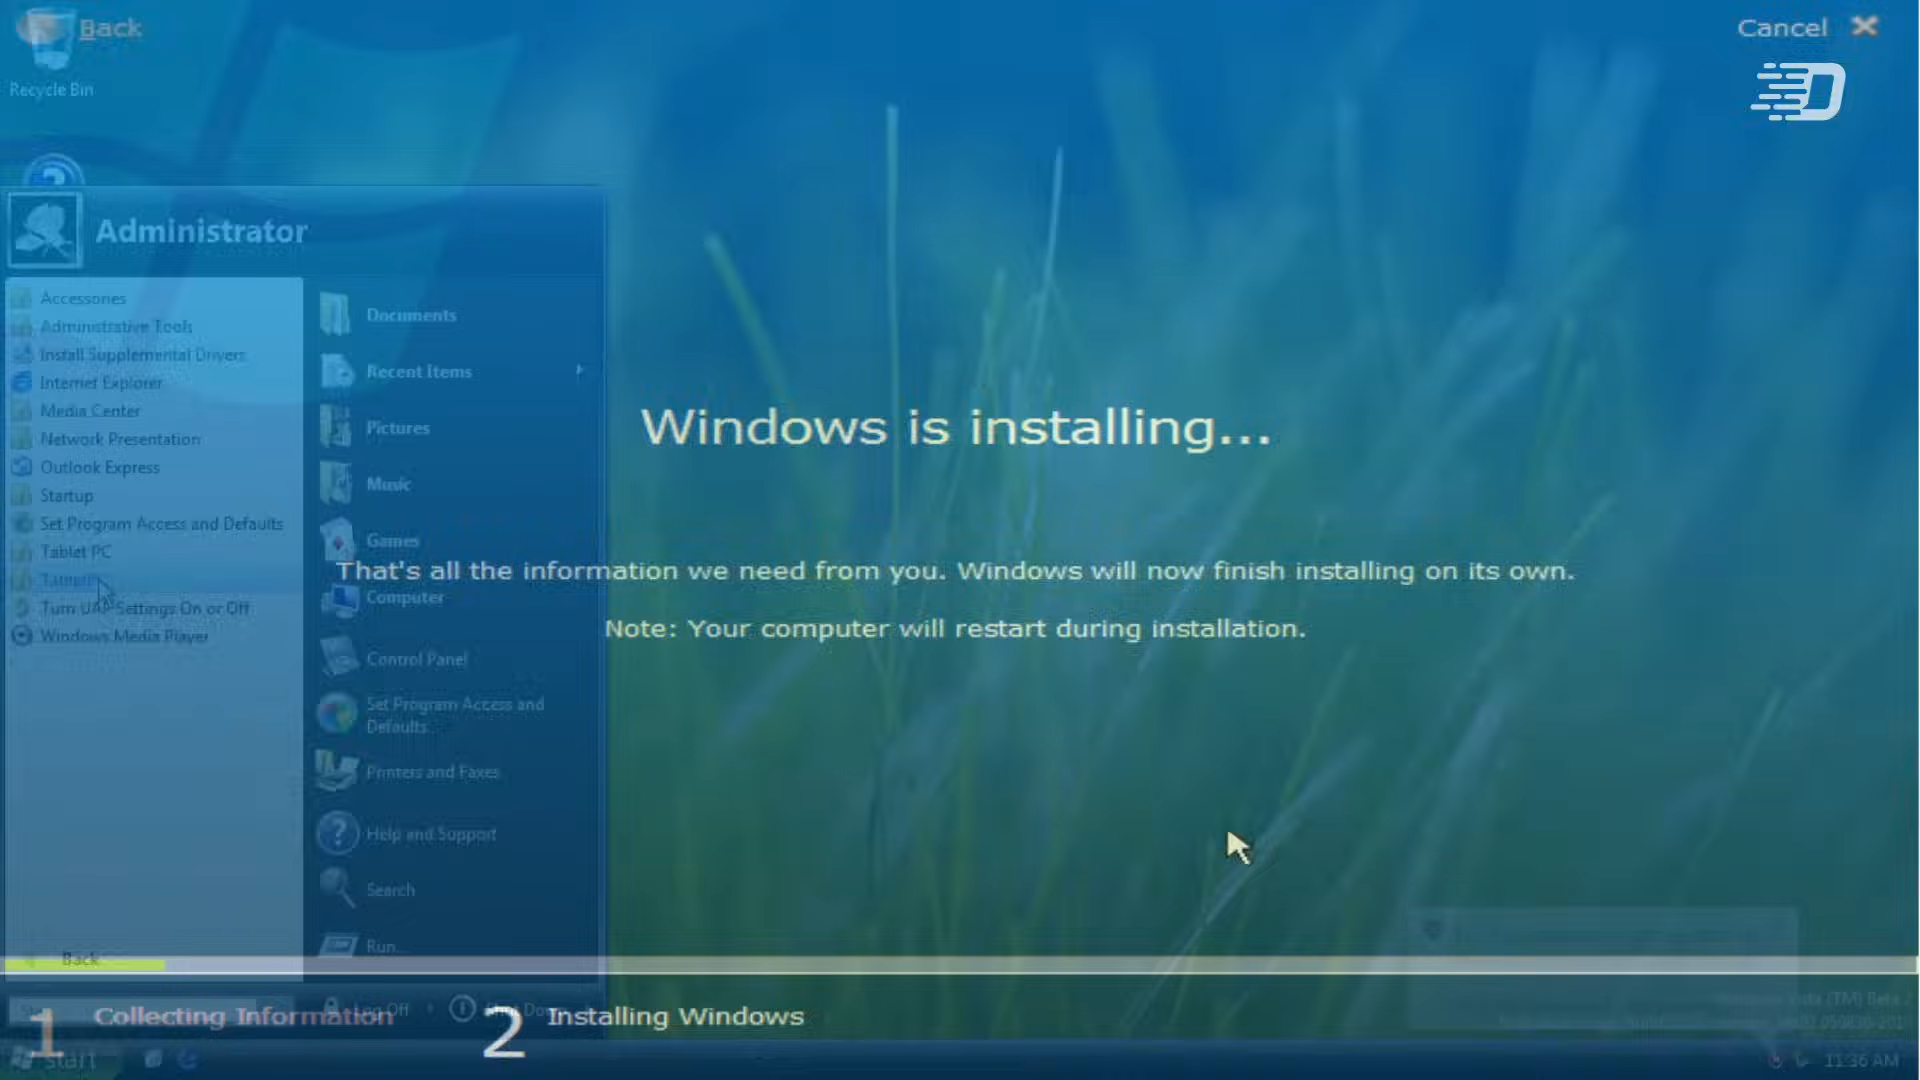 Back
Cancel
Recycle Bin
Administrator
Accessories
Administrative Tools
Install Supplemental Drivers
Internet Explorer
Media Center
Network Presentation
Outlook Express
Startup
Set Program Access and Defaults
Tablet PC
Turn UAP Settings On or Off
Windows Media Player
Back
Documents
Recent Items
Pictures
Music
Games
Computer
Control Panel
Set Program Access and
Defaults
Printers and Faxes
Help and Support
Search
Run...
Log Off
Windows is installing...
That's all the information we need from you. Windows will now finish installing on its own.
Note: Your computer will restart during installation.
1 Collecting Information
2 Installing Windows
(TM) Beta
start
11:36 AM